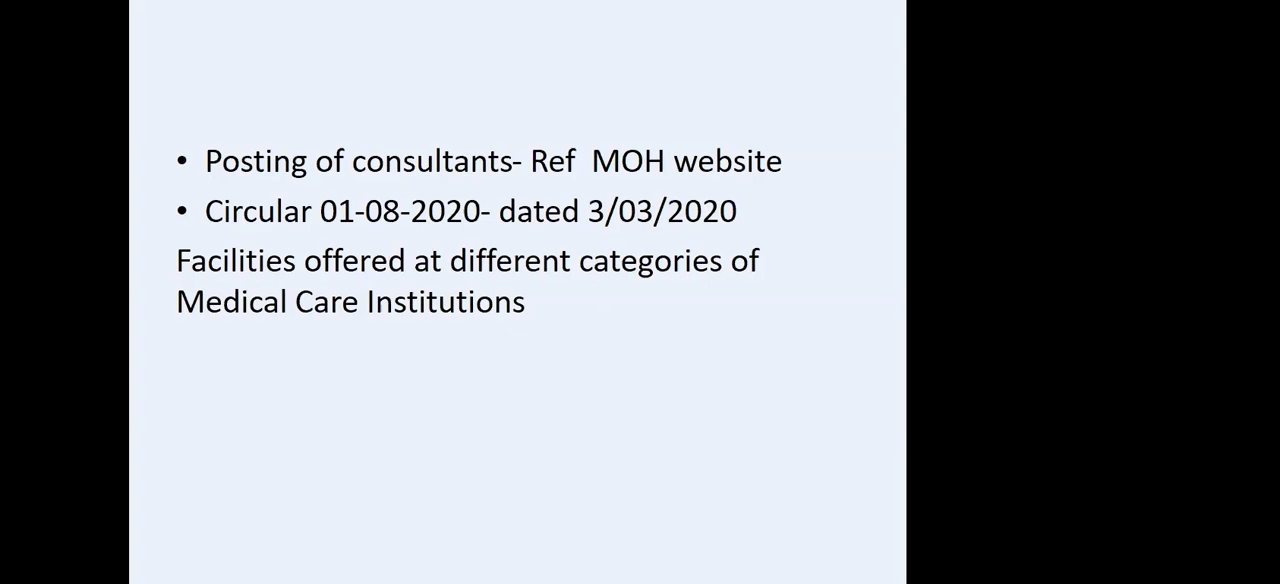 • Posting of consultants- Ref  MOH website
• Circular 01-08-2020- dated 3/03/2020
Facilities offered at different categories of
Medical Care Institutions